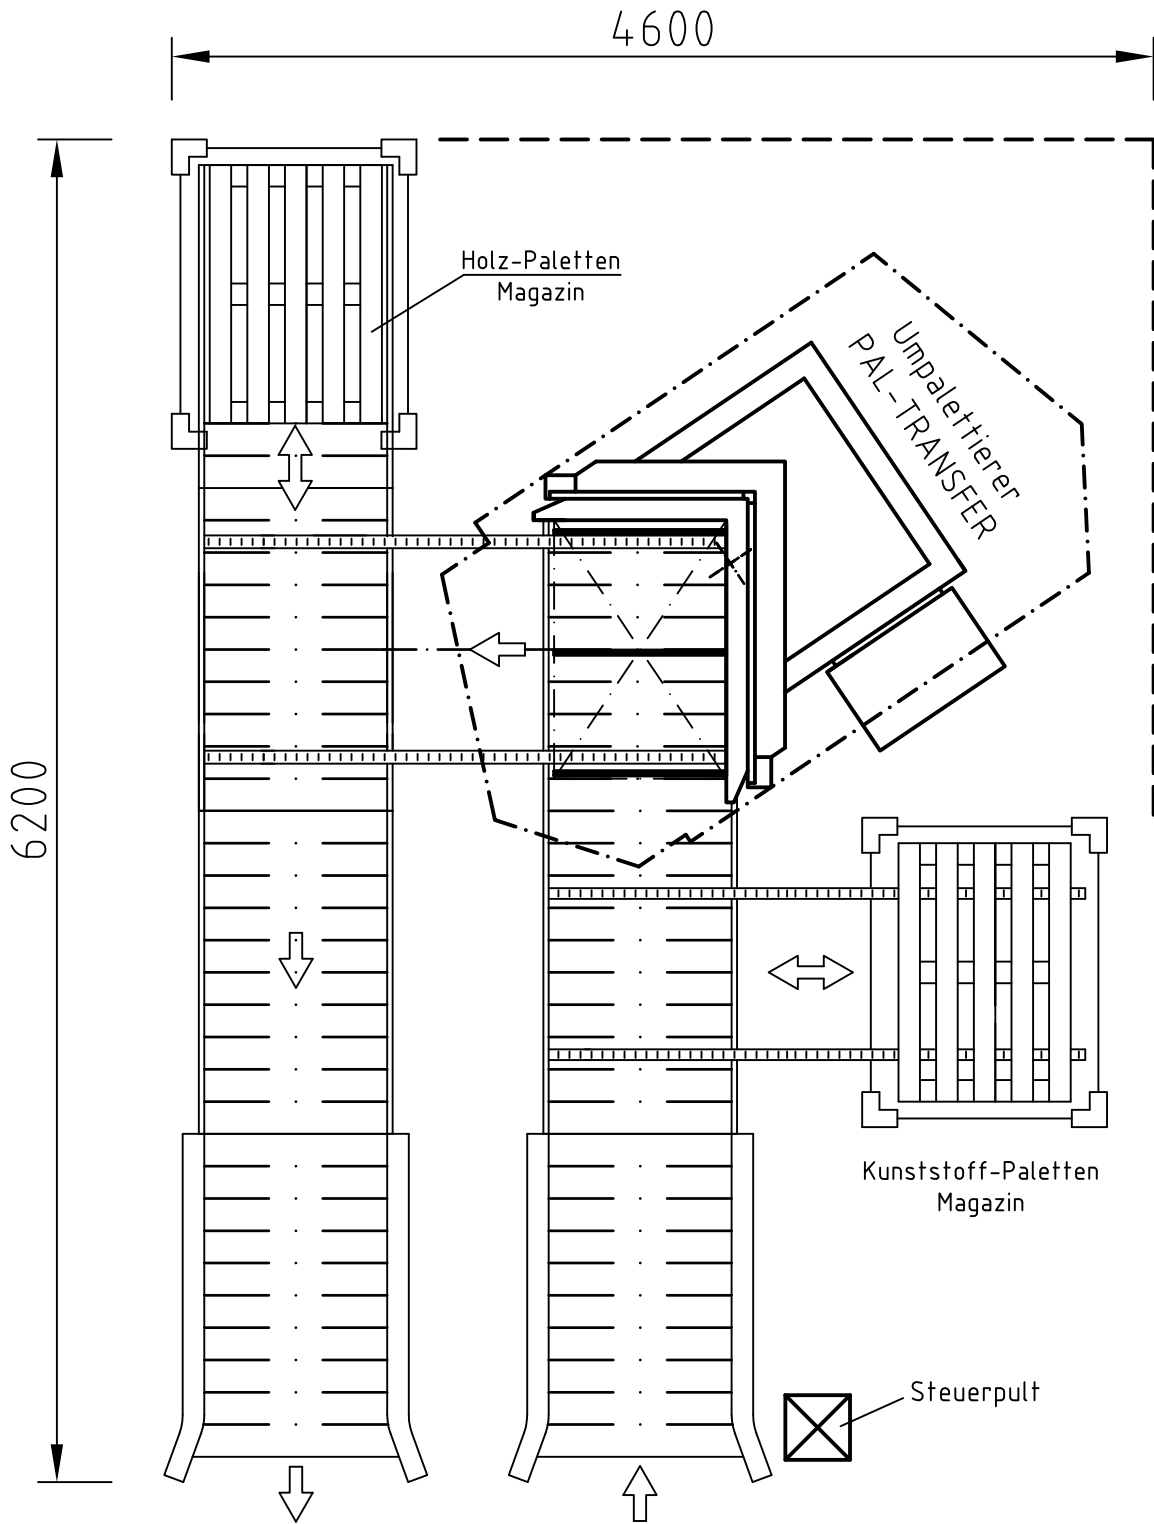 4600
Holz-Paletten
Magazin
Umpalettierer
PAL-TRANSFER
6200
Kunststoff-Paletten
Magazin
Steuerpult